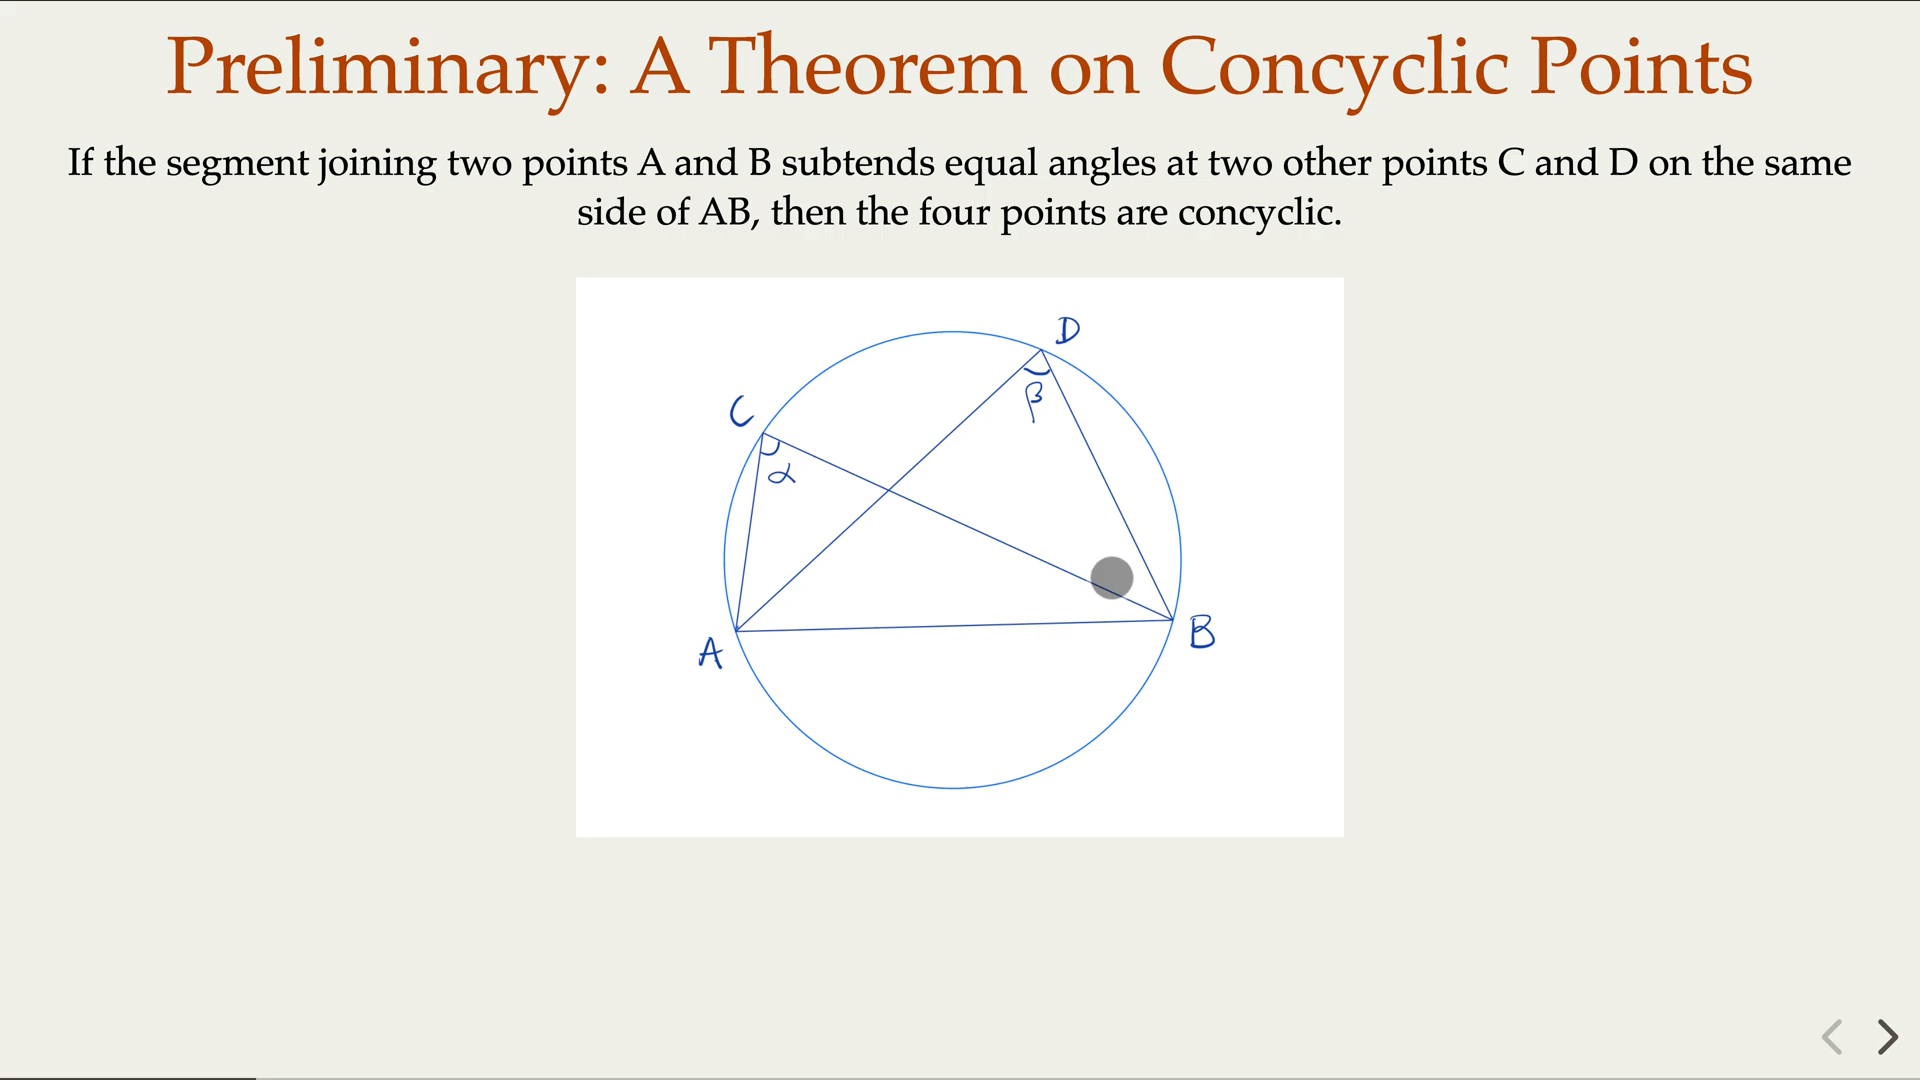 Preliminary: A Theorem on Concyclic Points
If the segment joining two points A and B subtends equal angles at two other points C and D on the same
side of AB, then the four points are concyclic.
D
β
C
α
A
B